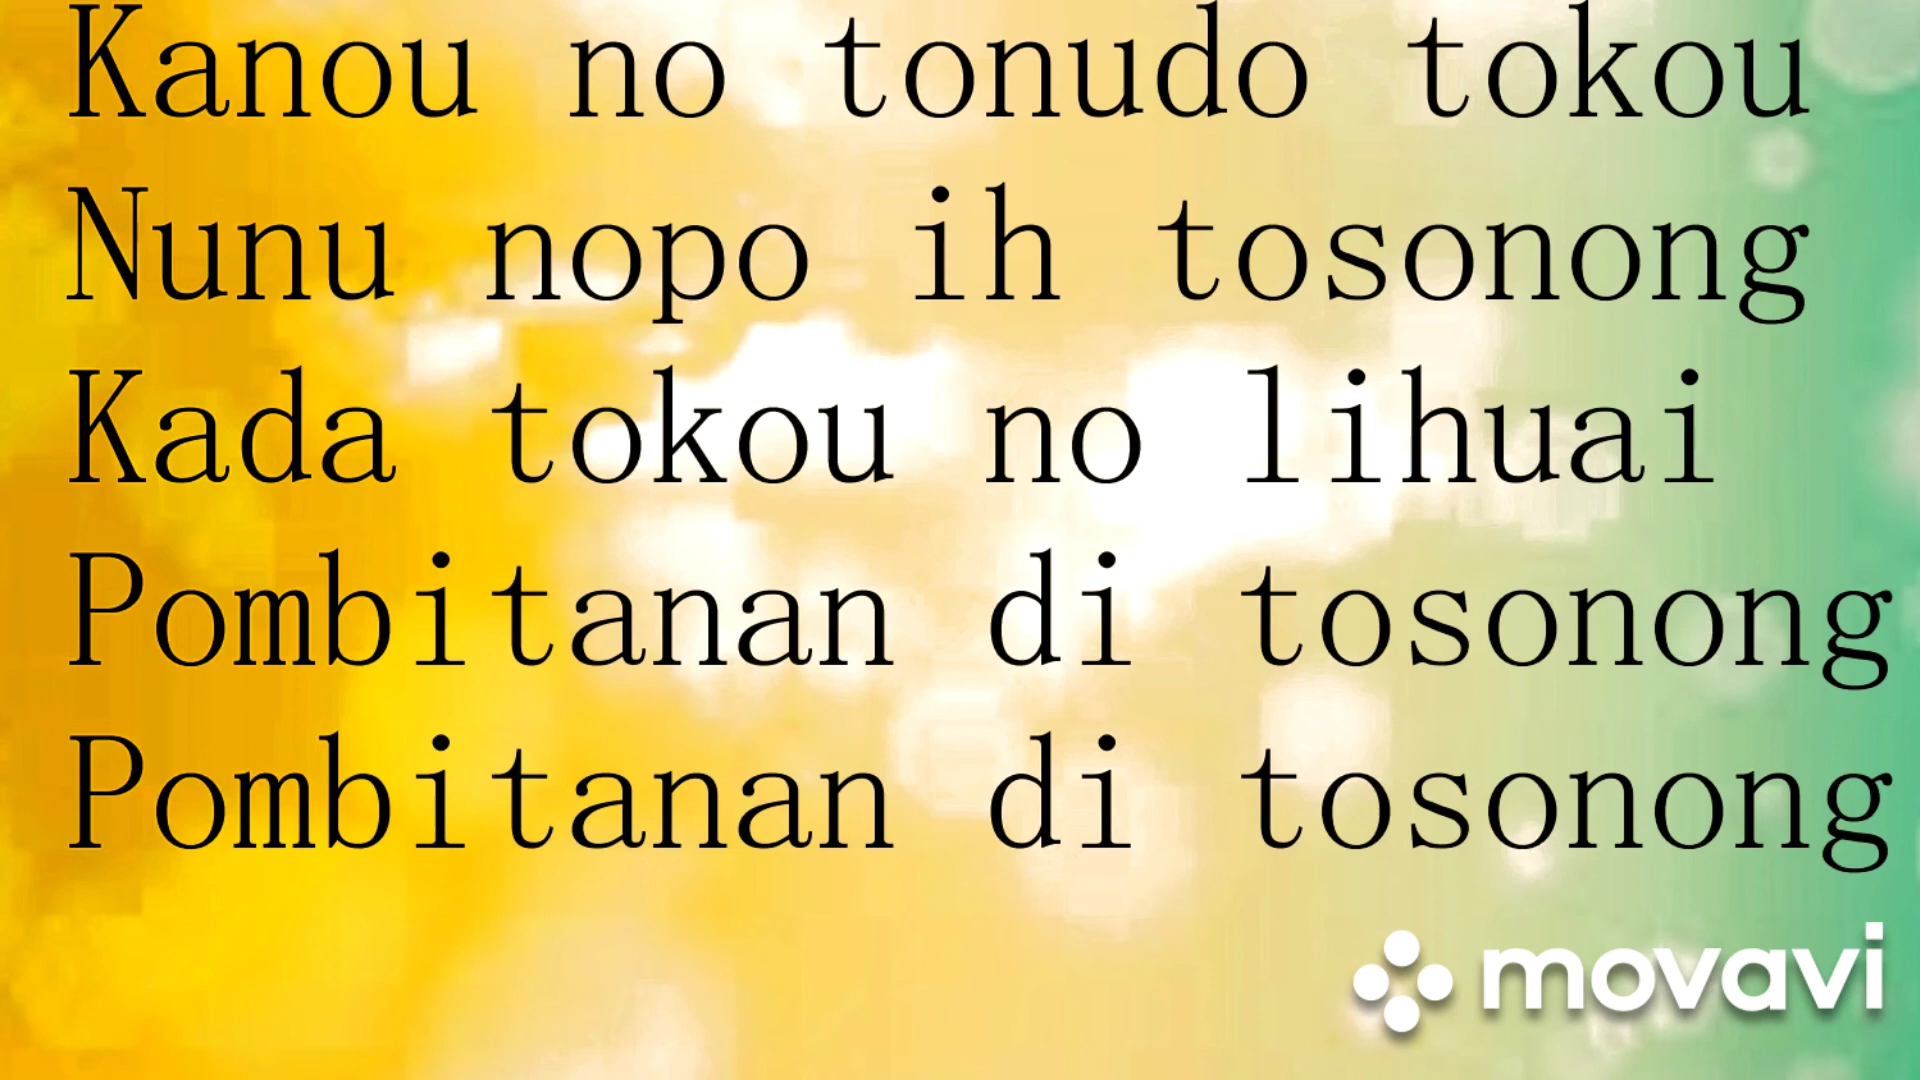 Kanou no tonudo tokou
Nunu nopo ih tosonong
Kada tokou no lihuai
Pombitanan di tosonong
Pombitanan di tosonong
movavi